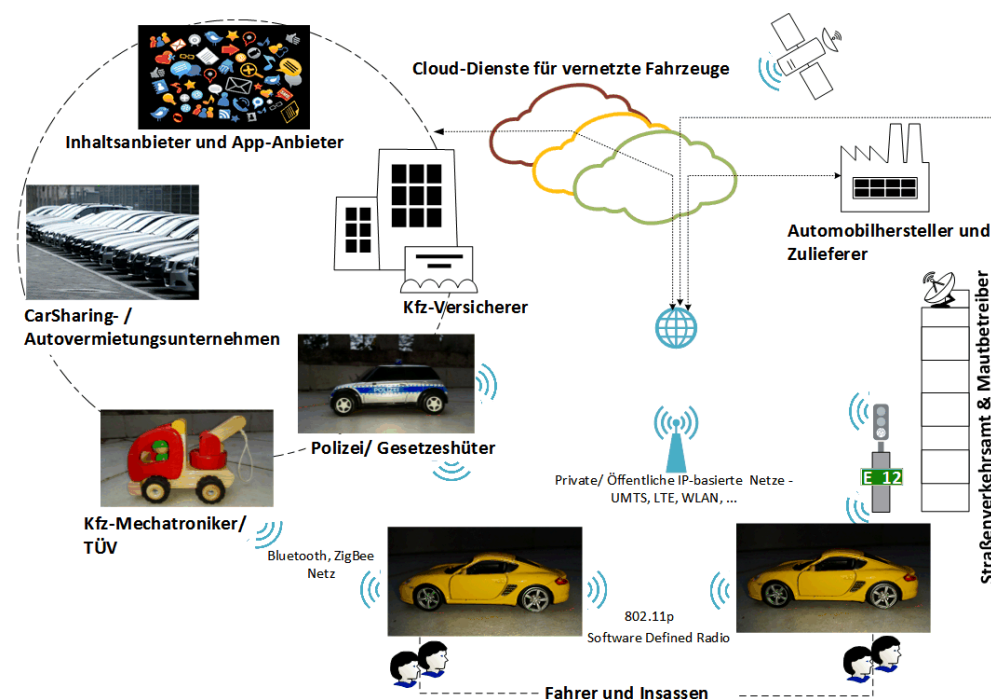 Cloud-Dienste für vernetzte Fahrzeuge
Inhaltsanbieter und App-Anbieter
Automobilhersteller und
Zulieferer
CarSharing- /
Autovermietungsunternehmen
Kfz-Versicherer
Straßenverkehrsamt & Mautbetreiber
POLIZEI
Polizei/ Gesetzeshüter
E 12
Private/ Öffentliche IP-basierte Netze -
UMTS, LTE, WLAN, ...
Kfz-Mechatroniker/
TÜV
Bluetooth, ZigBee
Netz
802.11p
Software Defined Radio
Fahrer und Insassen